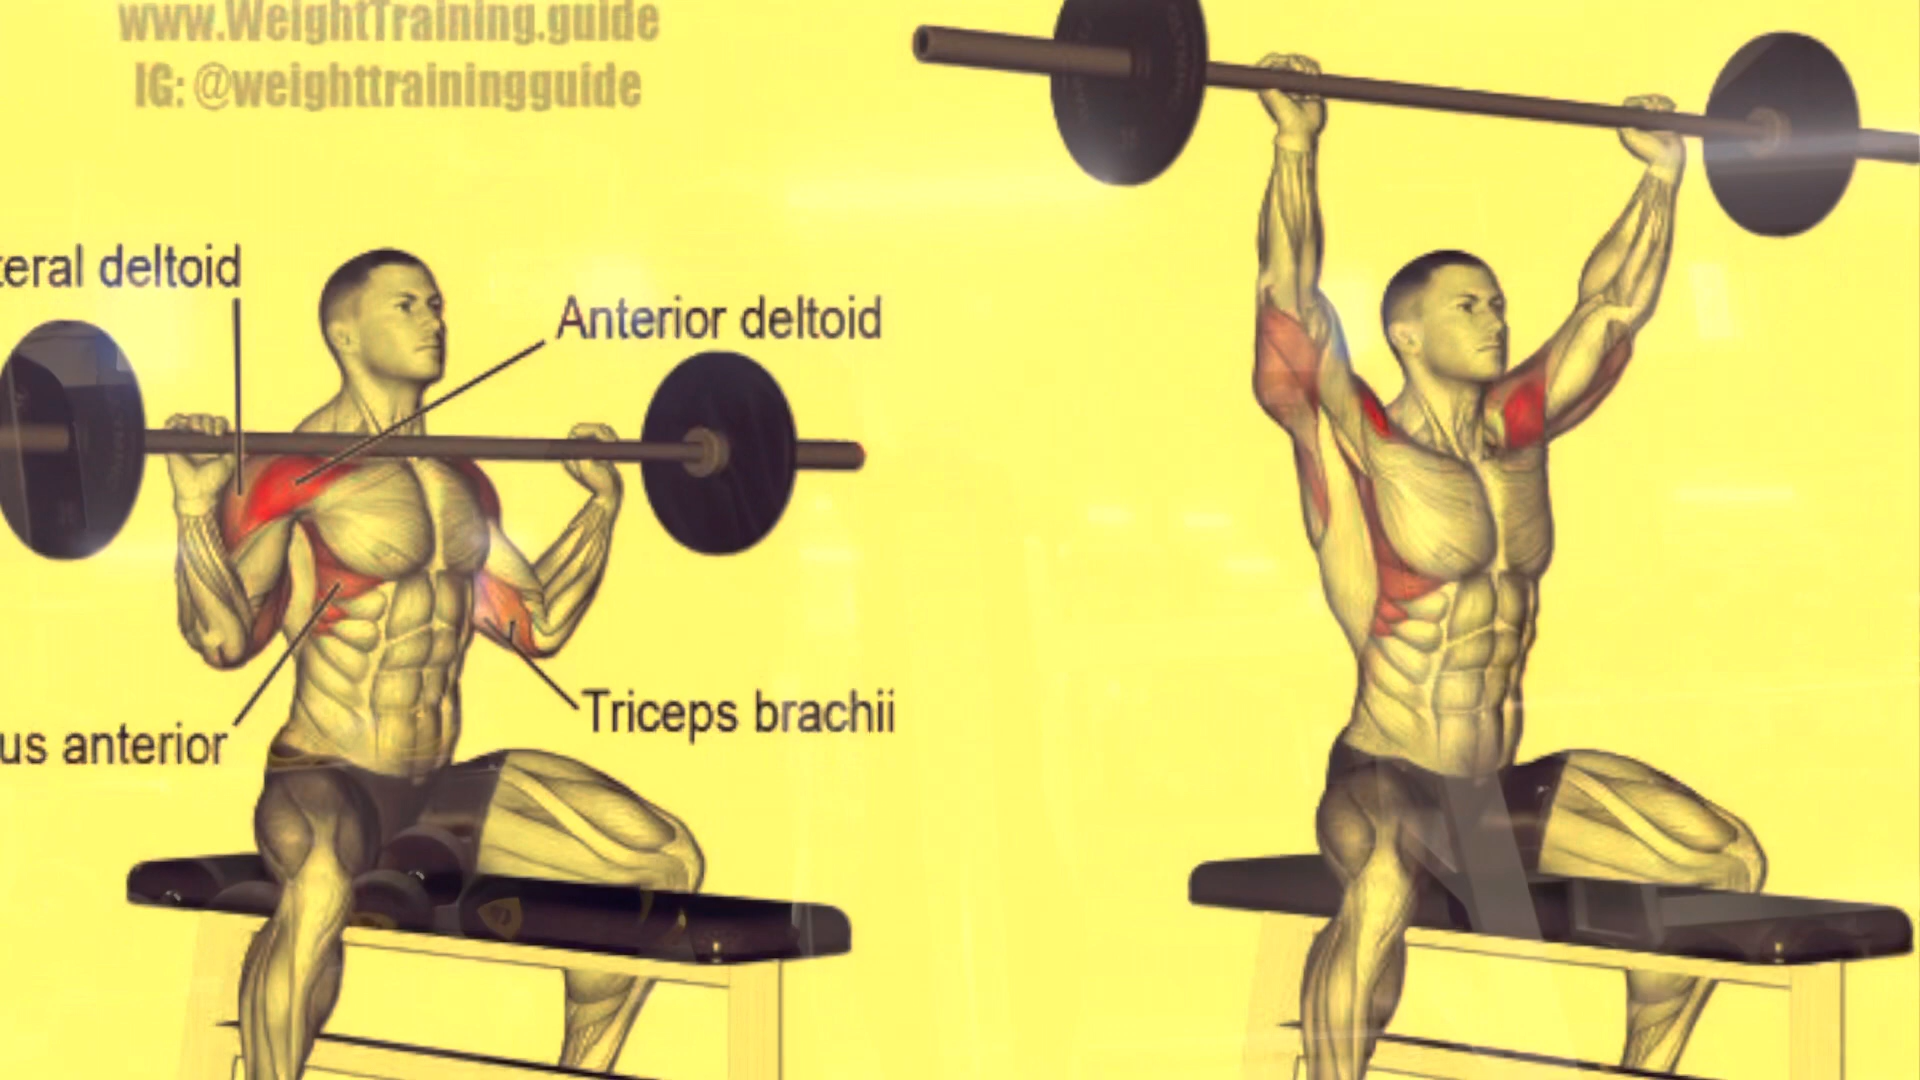 www.WeightTraining.guide
IG: @weighttrainingguide
teral deltoid
Anterior deltoid
Triceps brachii
us anterior